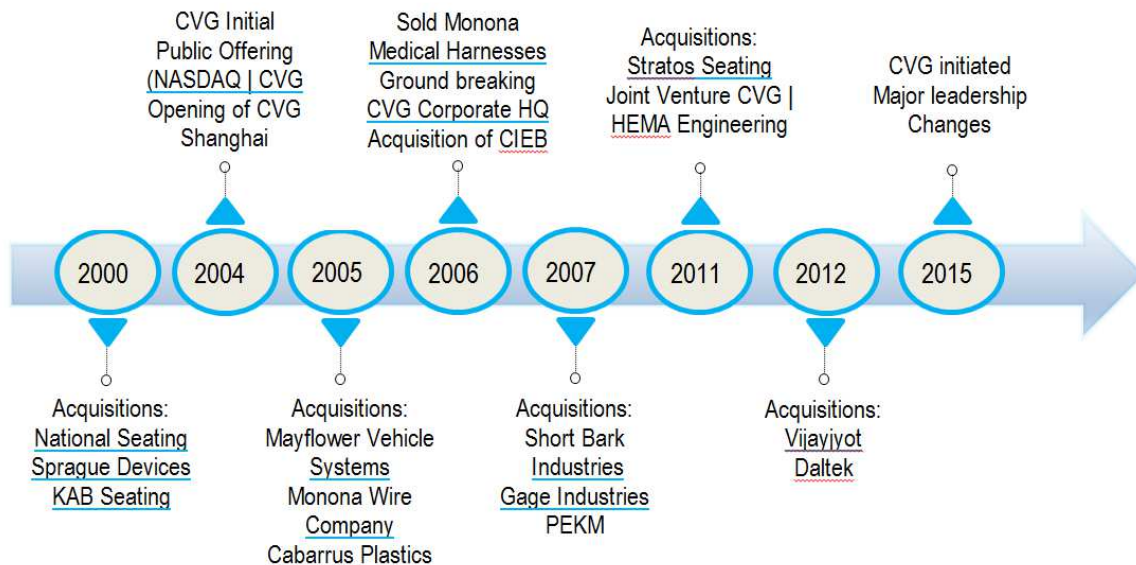 CVG Initial
Public Offering
(NASDAQ | CVG
Opening of CVG
Shanghai
Sold Monona
Medical Harnesses
Ground breaking
CVG Corporate HQ
Acquisition of CIEB
Acquisitions:
Stratos Seating
Joint Venture CVG |
HEMA Engineering
CVG initiated
Major leadership
Changes
2000
2004
2005
2006
2007
2011
2012
2015
Acquisitions:
National Seating
Sprague Devices
KAB Seating
Acquisitions:
Mayflower Vehicle
Systems
Monona Wire
Company
Cabarrus Plastics
Acquisitions:
Short Bark
Industries
Gage Industries
PEKM
Acquisitions:
Vijayjyot
Daltek